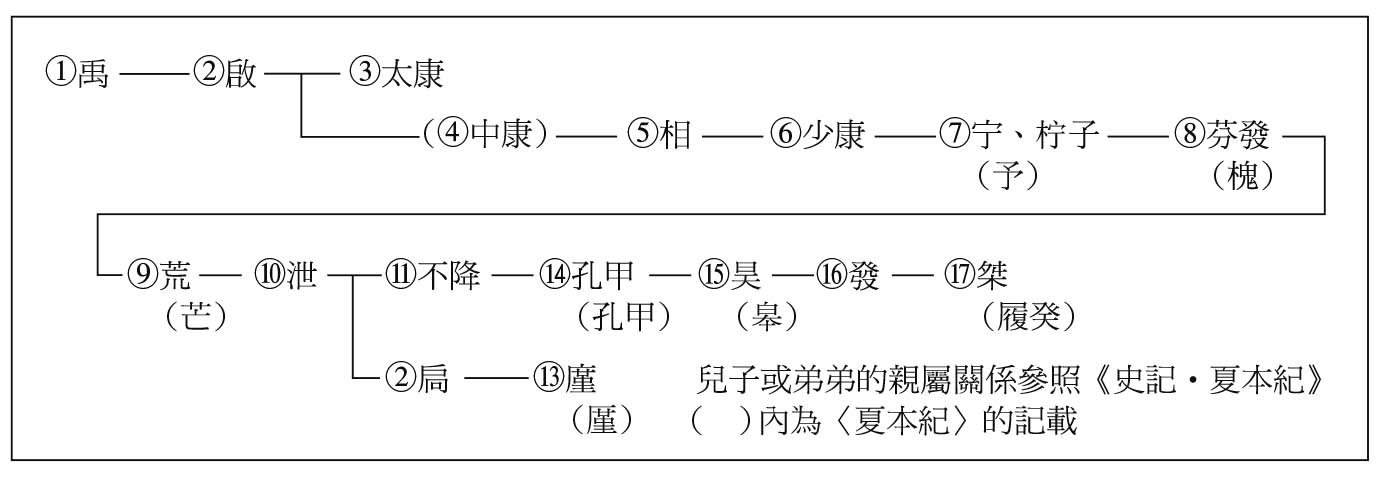 ①禹 ②啟 ③太康
(④中康) ⑤相 ⑥少康 ⑦宁、柠子 ⑧芬發
(予) (槐)
⑨荒 ⑩泄 ⑪不降 ⑭孔甲 ⑮昊 ⑯發 ⑰桀
(芒) (孔甲) (皋) (履癸)
②扃 ⑬廑 兒子或弟弟的親屬關係參照《史記・夏本紀》
(厪) ( )內為〈夏本紀〉的記載